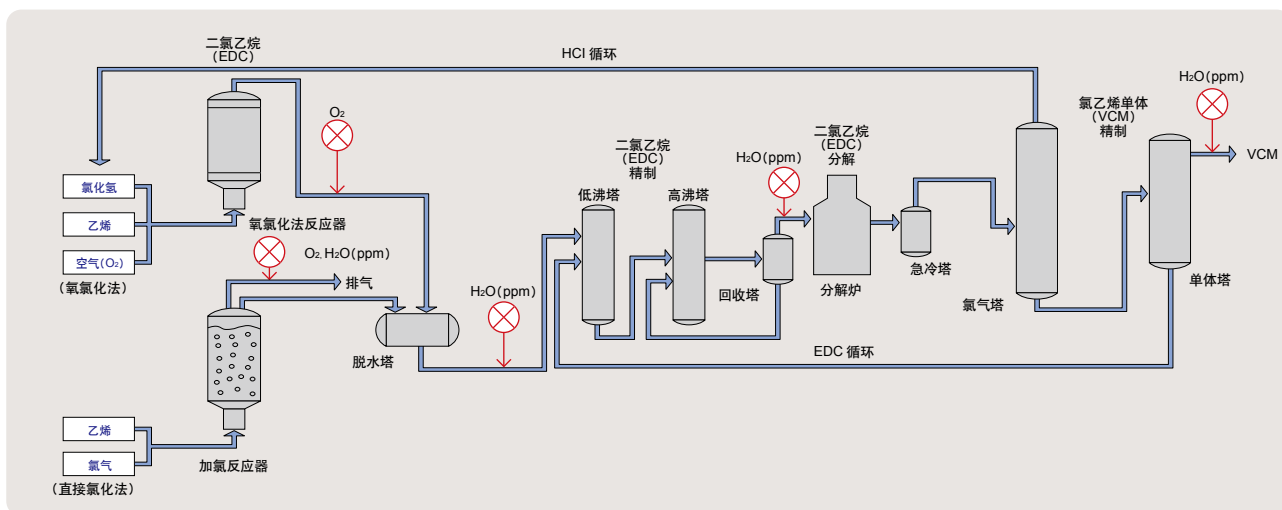 二氯乙烷
(EDC)
HCl 循环
H₂O(ppm)
O₂
氯乙烯单体
(VCM)
精制
VCM
二氯乙烷
(EDC)
精制
二氯乙烷
(EDC)
分解
H₂O(ppm)
氯化氢
乙烯
空气(O₂)
(氧氯化法)
氧氯化法反应器
低沸塔
高沸塔
O₂, H₂O(ppm)
排气
急冷塔
单体塔
回收塔
分解炉
氯气塔
H₂O(ppm)
脱水塔
EDC 循环
乙烯
氯气
(直接氯化法)
加氯反应器